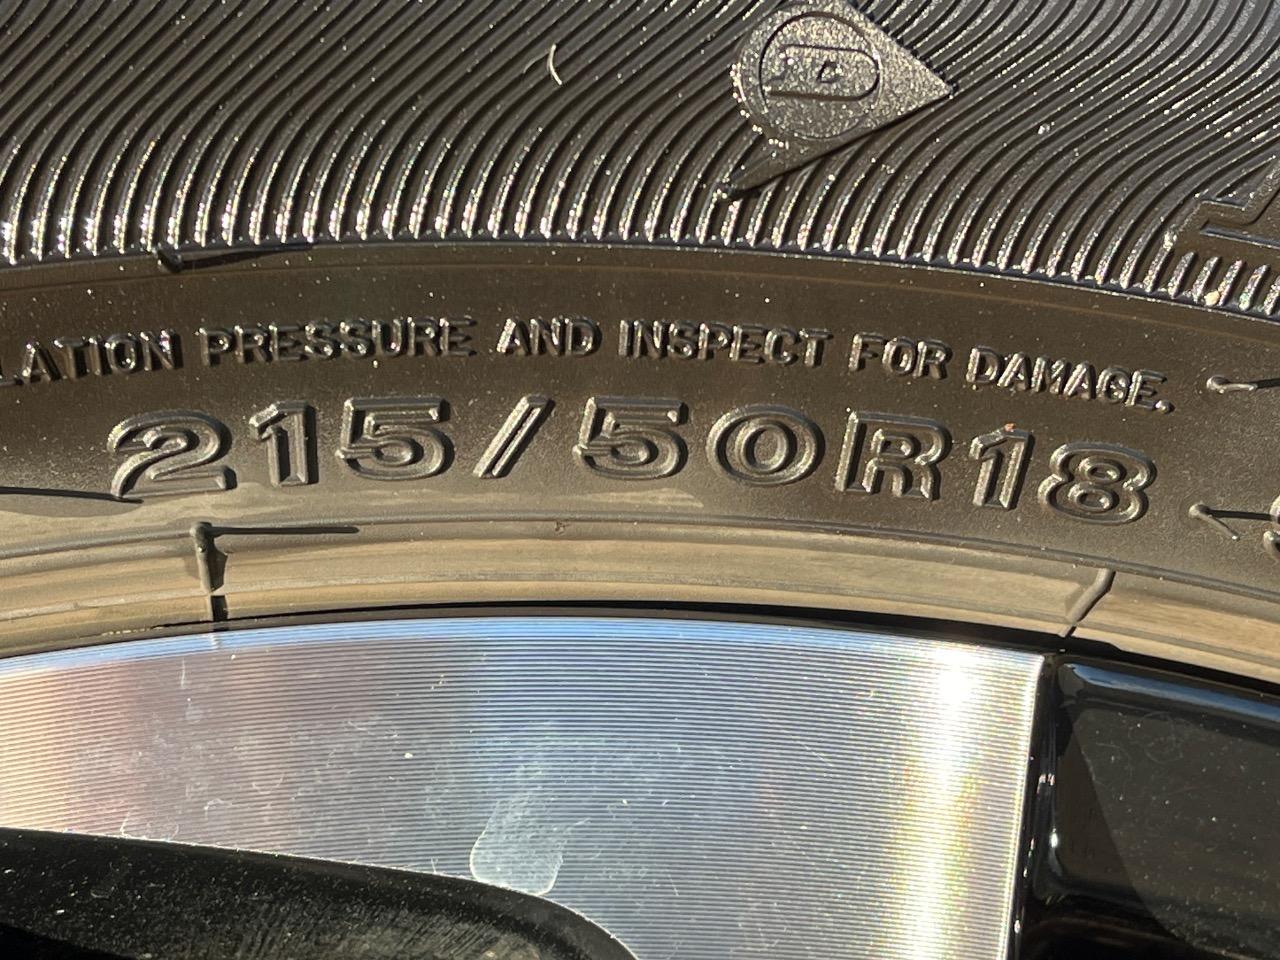 LATION PRESSURE AND INSPECT FOR DAMAGE.
215/50R18